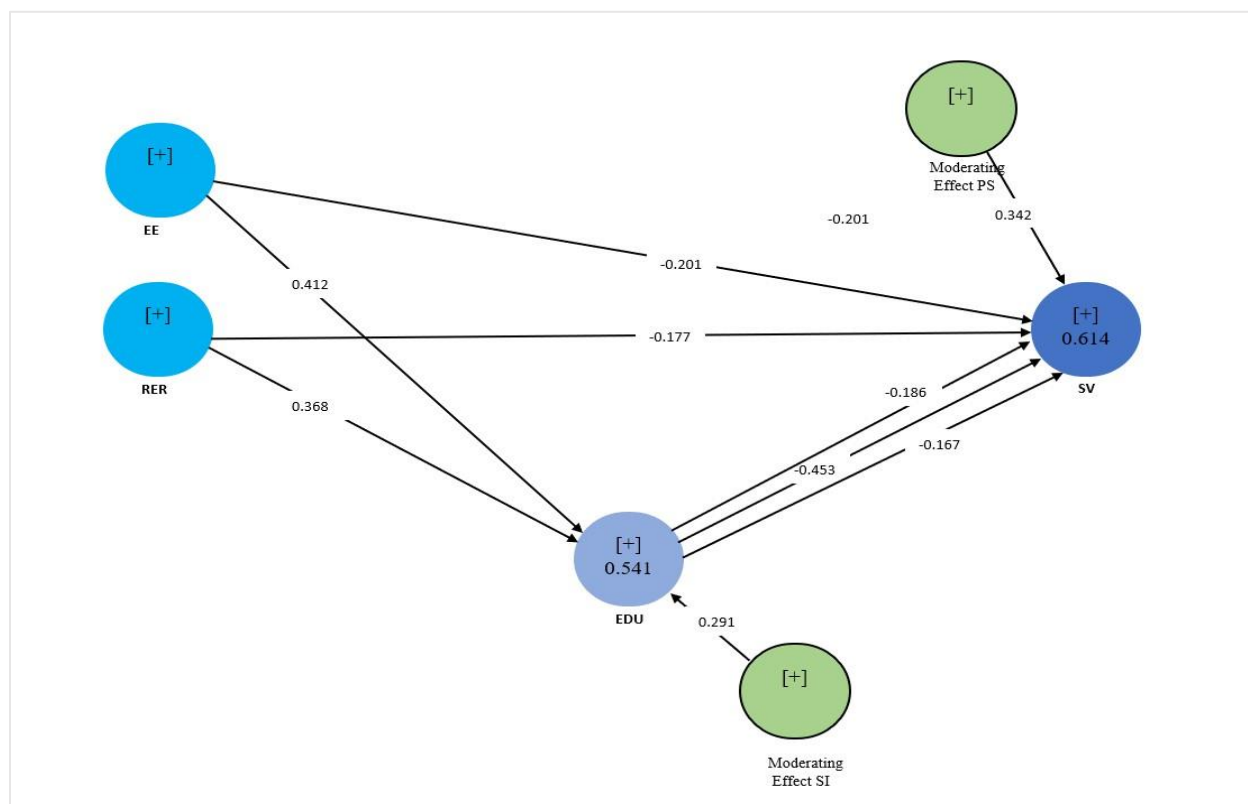 [+]
Moderating
Effect PS
[+]
EE
-0.201
0.342
-0.201
0.412
[+]
RER
-0.177
[+]
0.614
SV
0.368
-0.186
-0.167
-0.453
[+]
0.541
EDU
0.291
[+]
Moderating
Effect SI